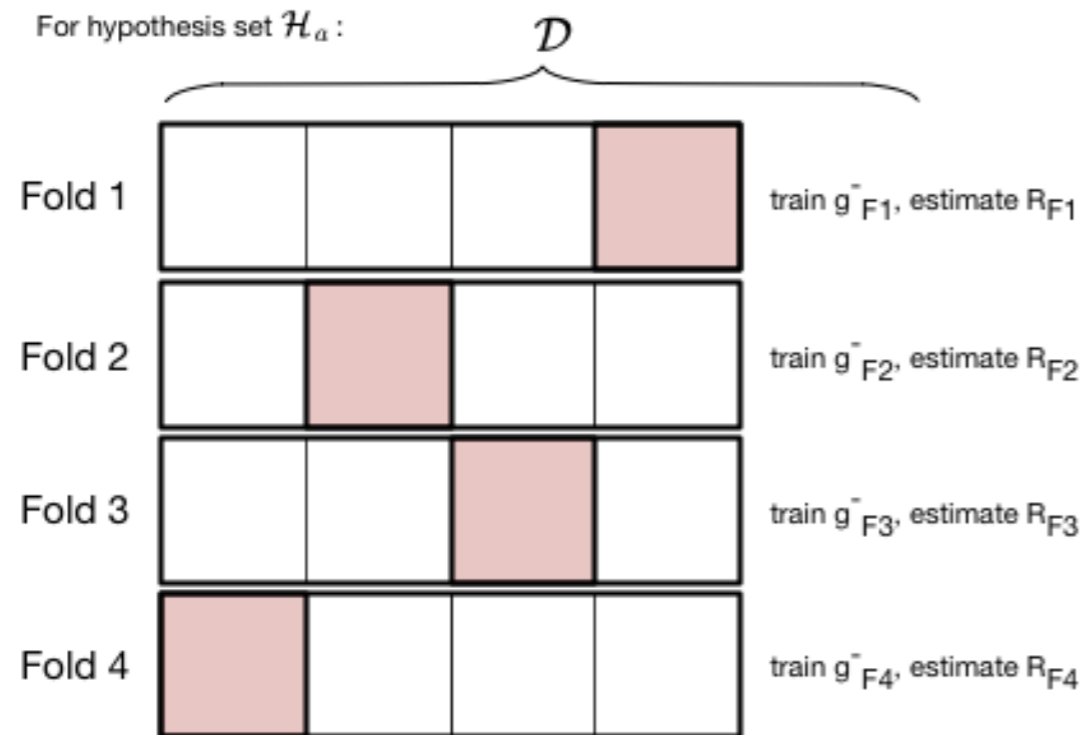 For hypothesis set 𝓗ₐ:
𝒟
Fold 1 train g⁻F1, estimate RF1
Fold 2 train g⁻F2, estimate RF2
Fold 3 train g⁻F3, estimate RF3
Fold 4 train g⁻F4, estimate RF4